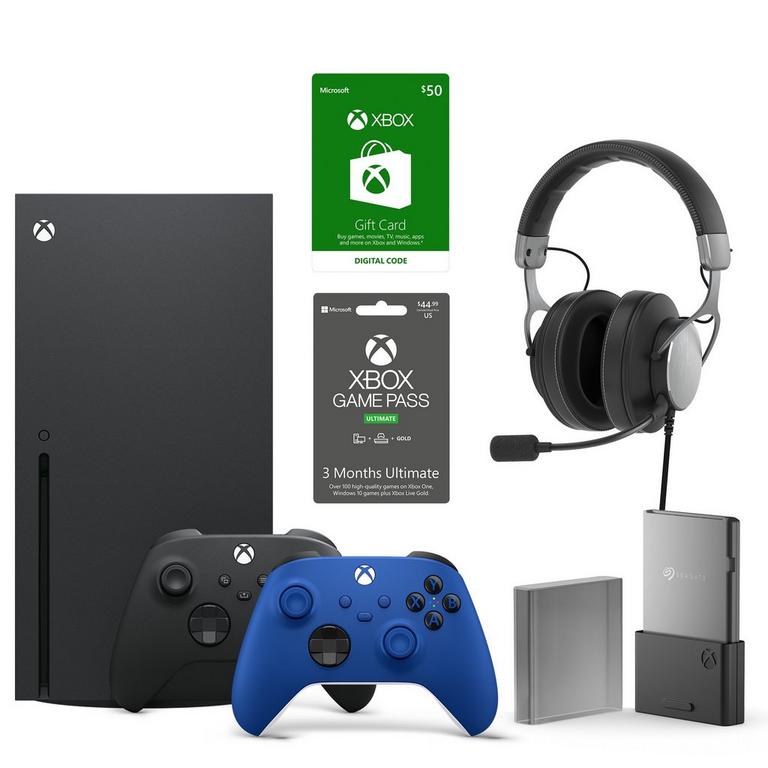 Microsoft
$50
XBOX
Gift Card
Buy games, movies, TV, music, apps
and more on Xbox and Windows.*
DIGITAL CODE
Microsoft
$44.99
US
XBOX
GAME PASS
ULTIMATE
+ + GOLD
3 Months Ultimate
Over 100 high-quality games on Xbox One,
Windows 10 games plus Xbox Live Gold.
Y
X B
A
SEAGATE